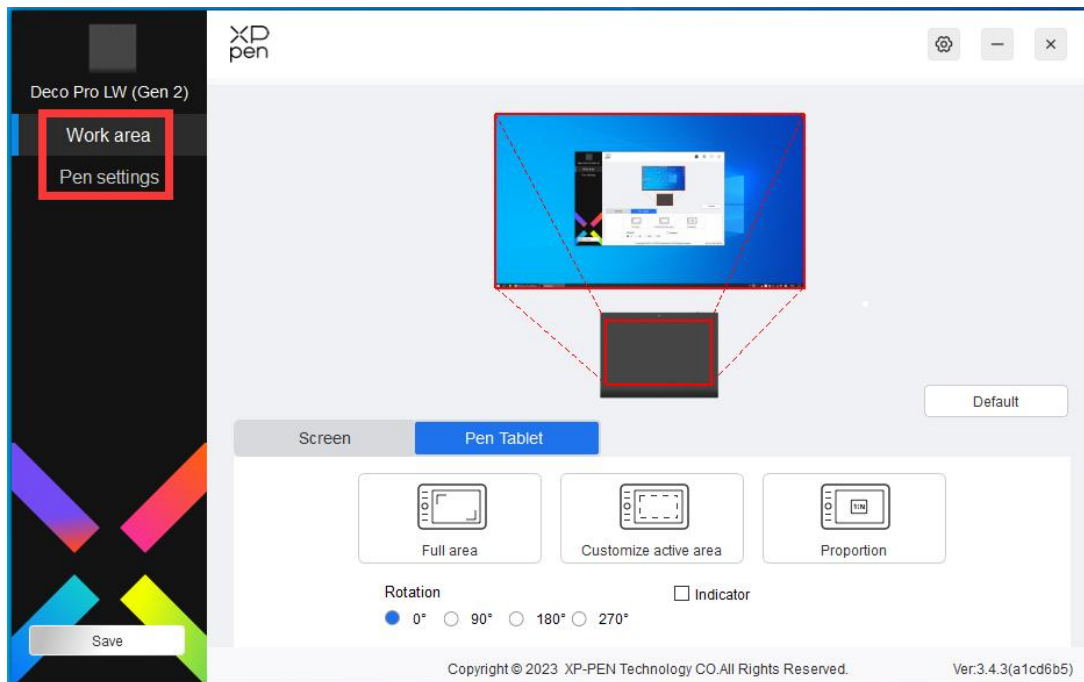 XP
pen
Deco Pro LW (Gen 2)
Work area
Pen settings
Default
Screen
Pen Tablet
Full area
Customize active area
Proportion
Rotation
Indicator
0° 90° 180° 270°
Save
Copyright © 2023 XP-PEN Technology CO.All Rights Reserved.
Ver:3.4.3(a1cd6b5)